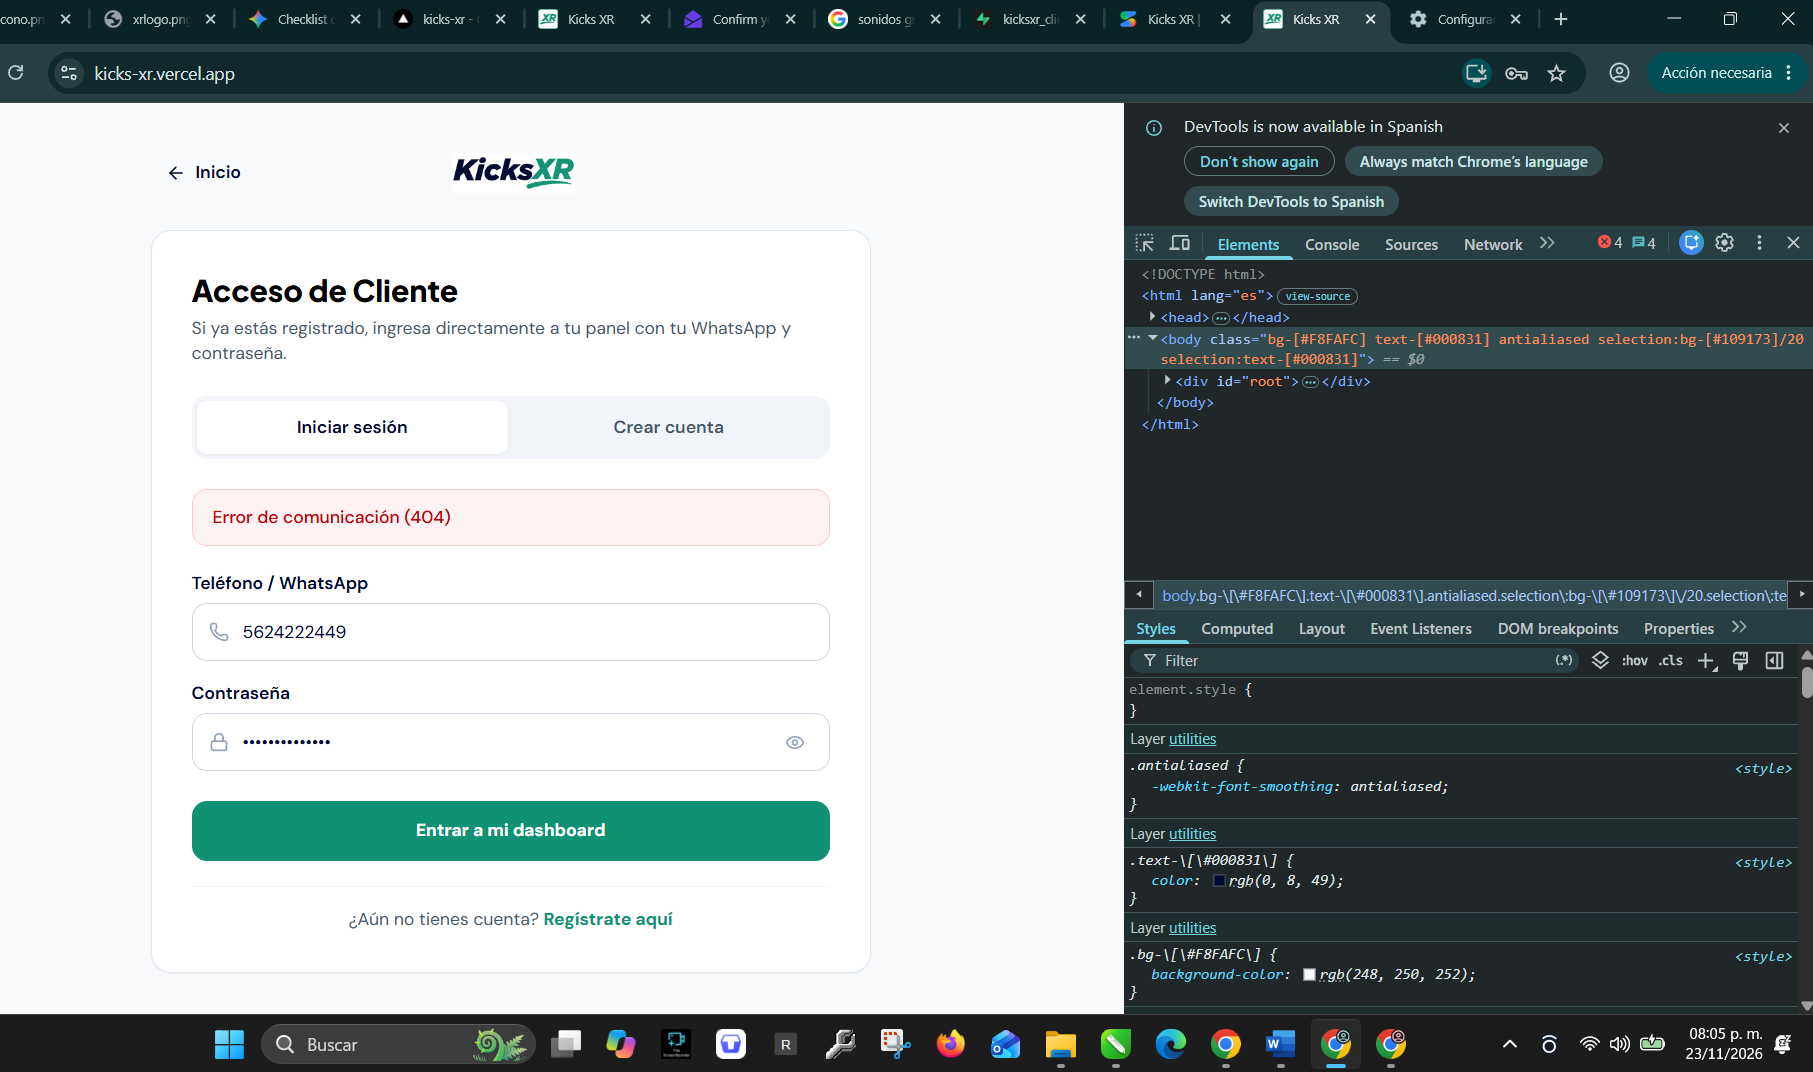 cono.pn
xrlogo.pn
Checklist
kicks-xr -
Kicks XR
Confirm y
sonidos g
kicksxr_cli
Kicks XR |
Kicks XR
Configura
kicks-xr.vercel.app
Acción necesaria
Inicio
KicksXR
Acceso de Cliente
Si ya estás registrado, ingresa directamente a tu panel con tu WhatsApp y
contraseña.
Iniciar sesión
Crear cuenta
Error de comunicación (404)
Teléfono / WhatsApp
5624222449
Contraseña
••••••••••••••
Entrar a mi dashboard
¿Aún no tienes cuenta? Regístrate aquí
DevTools is now available in Spanish
Don't show again
Always match Chrome's language
Switch DevTools to Spanish
Elements Console Sources Network 4 4
<!DOCTYPE html>
<html lang="es"> view-source
<head> ⋯ </head>
<body class="bg-[#F8FAFC] text-[#000831] antialiased selection:bg-[#109173]/20
selection:text-[#000831]"> == $0
<div id="root"> ⋯ </div>
</body>
</html>
body.bg-\[\#F8FAFC\].text-\[\#000831\].antialiased.selection\:bg-\[\#109173\]\/20.selection\:te
Styles Computed Layout Event Listeners DOM breakpoints Properties
Filter
(.*)
:hov .cls
element.style {
}
Layer utilities
.antialiased {
<style>
-webkit-font-smoothing: antialiased;
}
Layer utilities
.text-\[\#000831\] {
<style>
color: rgb(0, 8, 49);
}
Layer utilities
.bg-\[\#F8FAFC\] {
<style>
background-color: rgb(248, 250, 252);
}
Buscar
R
08:05 p. m.
23/11/2026